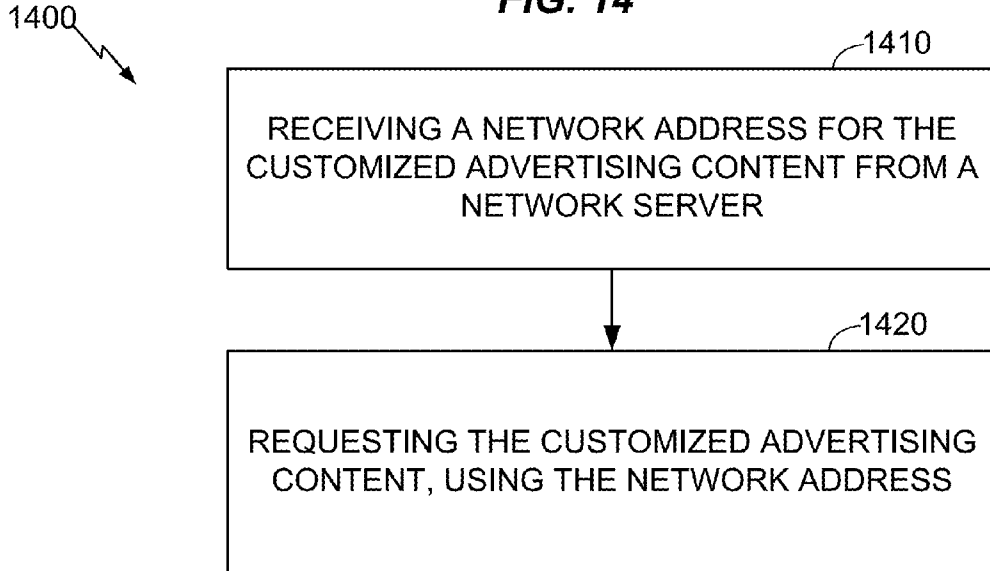 FIG. 14
1400
1410
RECEIVING A NETWORK ADDRESS FOR THE
CUSTOMIZED ADVERTISING CONTENT FROM A
NETWORK SERVER
1420
REQUESTING THE CUSTOMIZED ADVERTISING
CONTENT, USING THE NETWORK ADDRESS